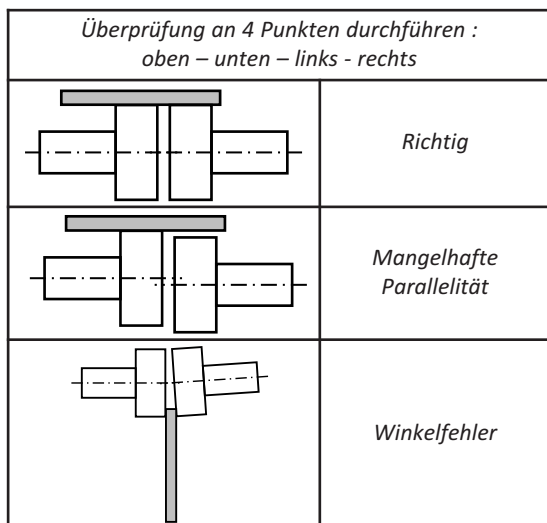 Überprüfung an 4 Punkten durchführen :
oben – unten – links - rechts
Richtig
Mangelhafte
Parallelität
Winkelfehler